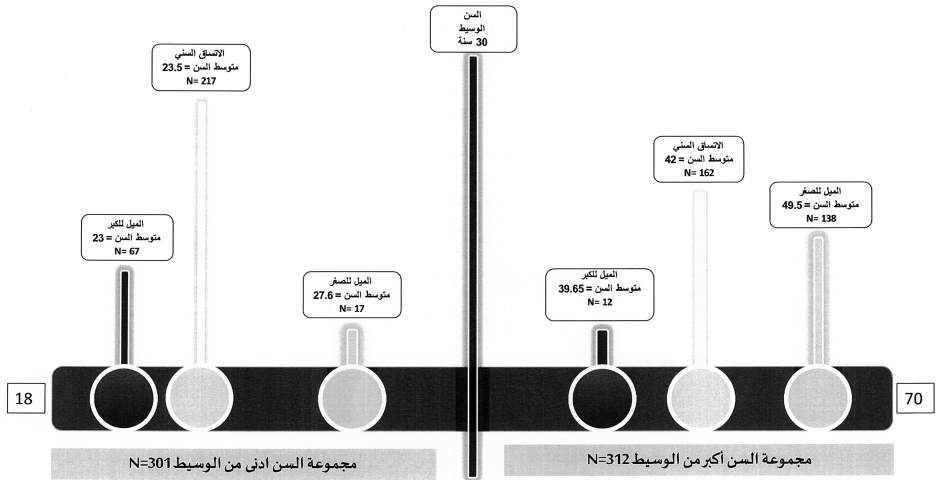 السن
الوسيط
30 سنة
الاتساق السني
متوسط السن = 23.5
N= 217
الاتساق السني
متوسط السن = 42
N= 162
الميل للصغر
متوسط السن = 49.5
N= 138
الميل للكبر
متوسط السن = 23
N= 67
الميل للصغر
متوسط السن = 27.6
N= 17
الميل للكبر
متوسط السن = 39.65
N= 12
18
70
مجموعة السن أكبر من الوسيط N=312
مجموعة السن ادنى من الوسيط N=301